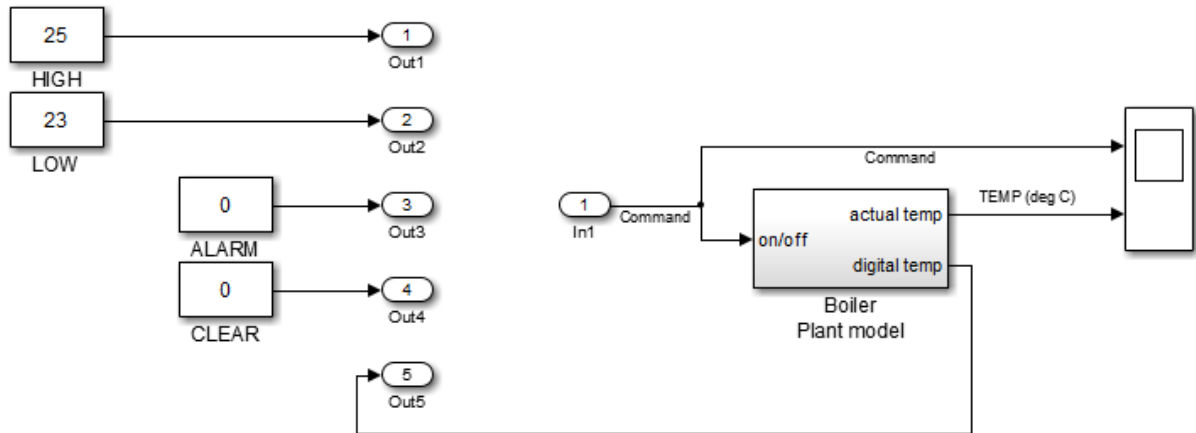 25
HIGH
1
Out1
23
LOW
2
Out2
0
ALARM
3
Out3
0
CLEAR
4
Out4
5
Out5
1
In1
Command
Command
on/off
actual temp
digital temp
Boiler
Plant model
TEMP (deg C)